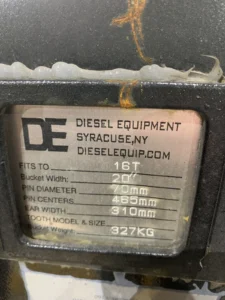 DE DIESEL EQUIPMENT
SYRACUSE,NY
DIESELEQUIP.COM
FITS TO 16T
Bucket Width: 20"
PIN DIAMETER 70mm
PIN CENTERS 465mm
EAR WIDTH 310mm
TOOTH MODEL & SIZE
Weight: 327KG